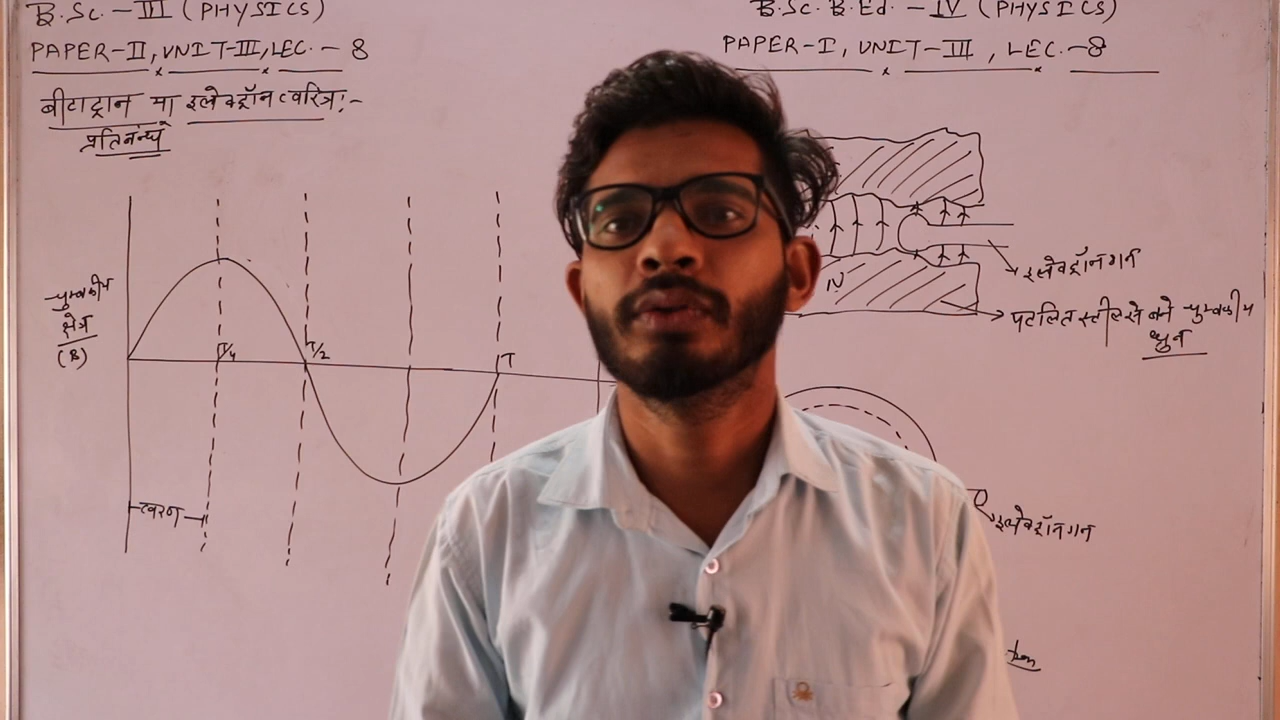 B.Sc.-III (PHYSICS)
PAPER-II, UNIT-III, LEC.-8
बीटाट्रान या इलेक्ट्रॉन त्वरित्र:-
प्रतिबन्ध
चुम्बकीय
क्षेत्र
(B)
T/4
T/2
T
त्वरण
B.Sc. B.Ed. - IV (PHYSICS)
PAPER-I, UNIT-III, LEC.-8
N
इलेक्ट्रॉन गन
पटलित स्टील से बने चुम्बकीय
ध्रुव
इलेक्ट्रॉन गन